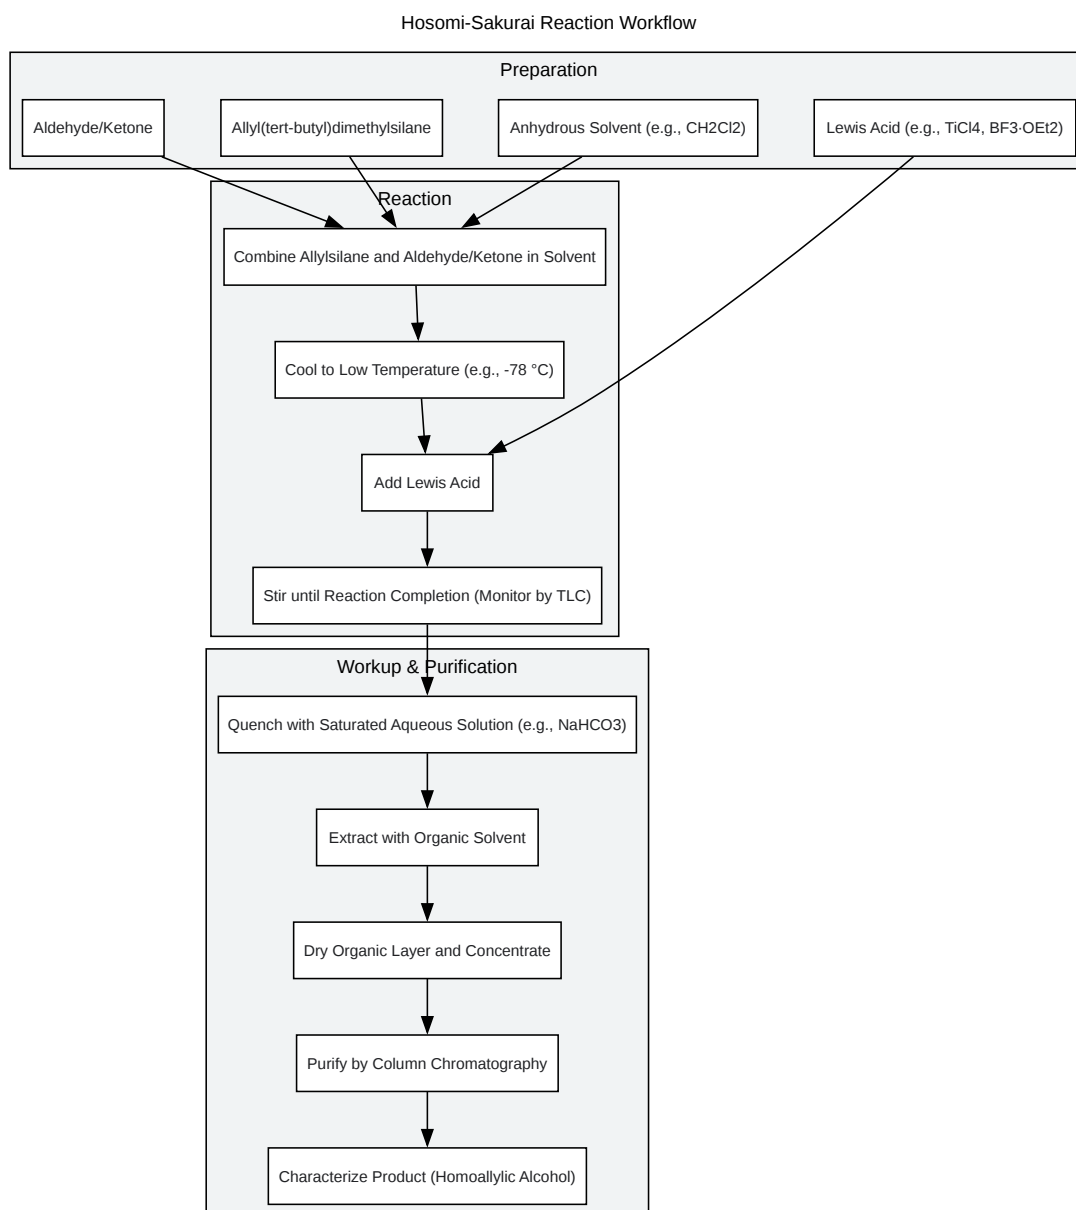 Hosomi-Sakurai Reaction Workflow
Preparation
Aldehyde/Ketone
Allyl(tert-butyl)dimethylsilane
Anhydrous Solvent (e.g., CH2Cl2)
Lewis Acid (e.g., TiCl4, BF3·OEt2)
Reaction
Combine Allylsilane and Aldehyde/Ketone in Solvent
Cool to Low Temperature (e.g., -78 °C)
Add Lewis Acid
Stir until Reaction Completion (Monitor by TLC)
Workup & Purification
Quench with Saturated Aqueous Solution (e.g., NaHCO3)
Extract with Organic Solvent
Dry Organic Layer and Concentrate
Purify by Column Chromatography
Characterize Product (Homoallylic Alcohol)